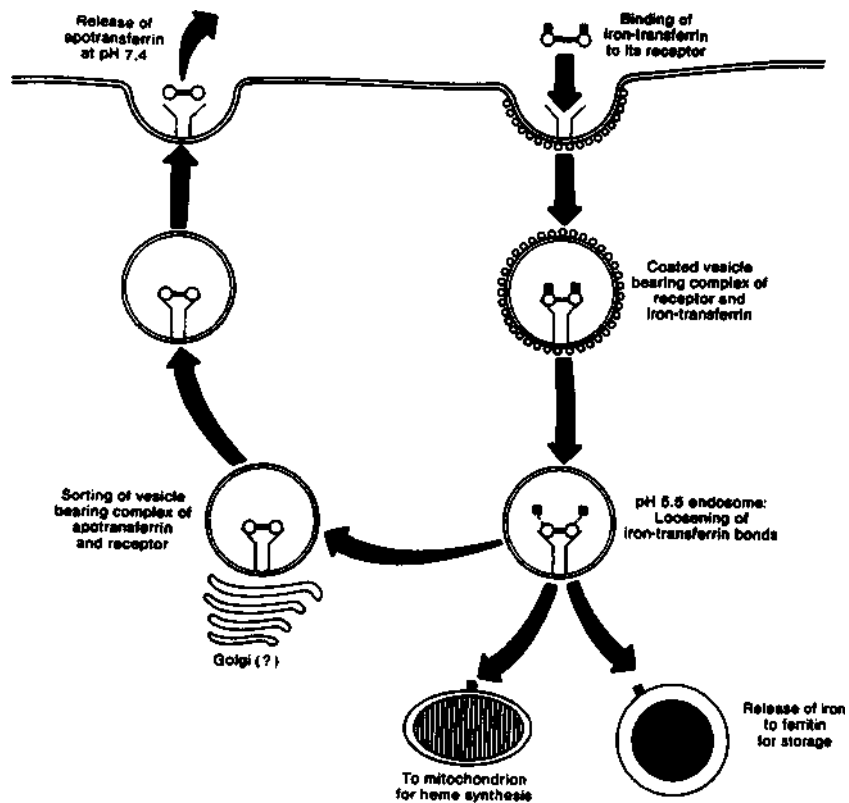 Release of
apotransferrin
at pH 7.4
Binding of
iron-transferrin
to its receptor
Coated vesicle
bearing complex of
receptor and
iron-transferrin
Sorting of vesicle
bearing complex of
apotransferrin
and receptor
pH 5.5 endosome:
Loosening of
iron-transferrin bonds
Golgi (?)
To mitochondrion
for heme synthesis
Release of iron
to ferritin
for storage